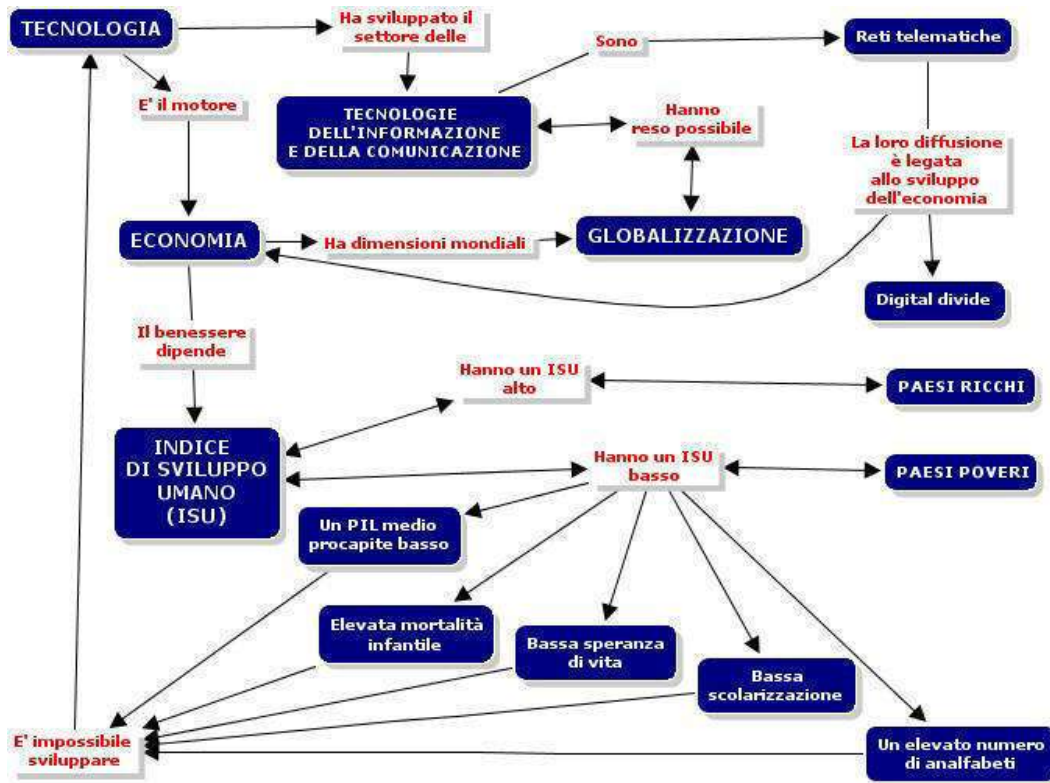 TECNOLOGIA
Ha sviluppato il
settore delle
Sono
Reti telematiche
E' il motore
TECNOLOGIE
DELL'INFORMAZIONE
E DELLA COMUNICAZIONE
Hanno
reso possibile
La loro diffusione
è legata
allo sviluppo
dell'economia
ECONOMIA
Ha dimensioni mondiali
GLOBALIZZAZIONE
Digital divide
Il benessere
dipende
Hanno un ISU
alto
PAESI RICCHI
INDICE
DI SVILUPPO
UMANO
(ISU)
Hanno un ISU
basso
PAESI POVERI
Un PIL medio
procapite basso
Elevata mortalità
infantile
Bassa speranza
di vita
Bassa
scolarizzazione
E' impossibile
sviluppare
Un elevato numero
di analfabeti